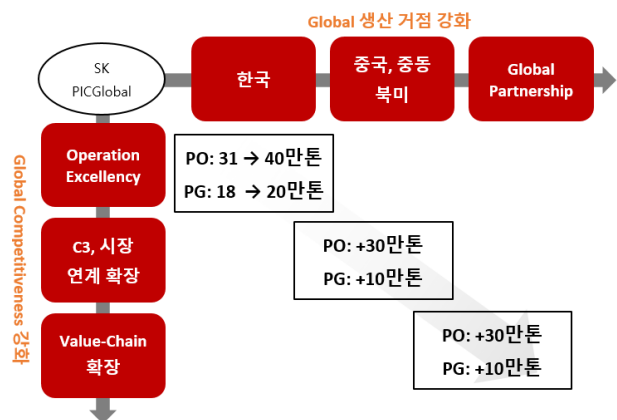 Global 생산 거점 강화
SK
PICGlobal
한국
중국, 중동
북미
Global
Partnership
Global Competitiveness 강화
Operation
Excellency
PO: 31 → 40만톤
PG: 18 → 20만톤
C3, 시장
연계 확장
PO: +30만톤
PG: +10만톤
Value-Chain
확장
PO: +30만톤
PG: +10만톤